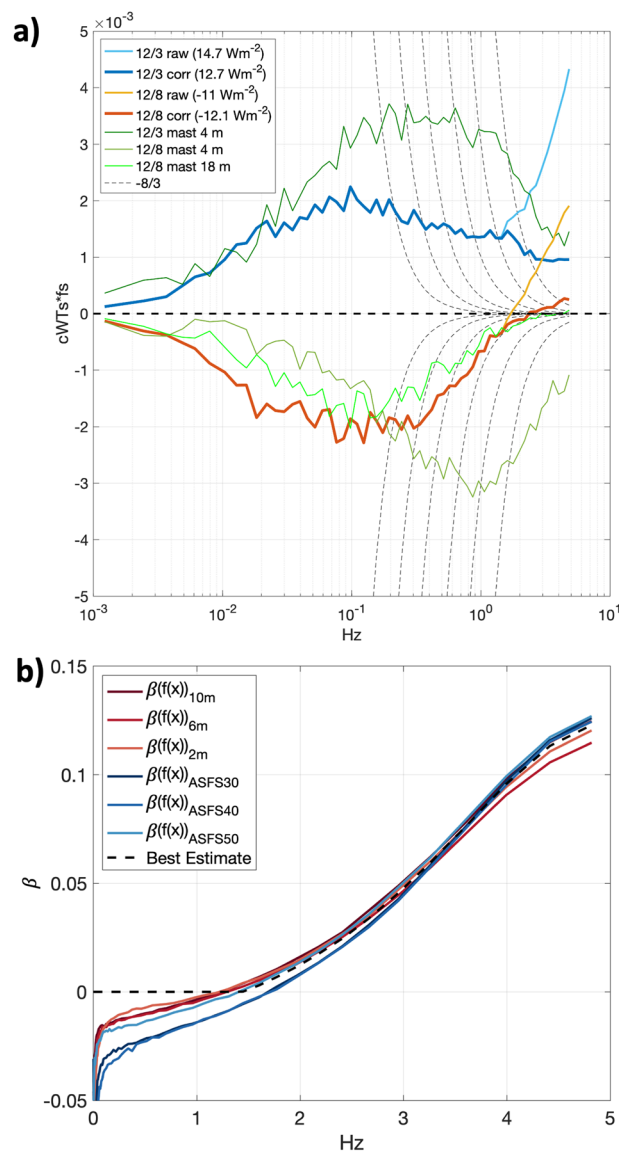 a)
×10⁻³
5
4
3
2
1
0
-1
-2
-3
-4
-5
cWTs*fs
12/3 raw (14.7 Wm⁻²)
12/3 corr (12.7 Wm⁻²)
12/8 raw (-11 Wm⁻²)
12/8 corr (-12.1 Wm⁻²)
12/3 mast 4 m
12/8 mast 4 m
12/8 mast 18 m
-8/3
10⁻³
10⁻²
10⁻¹
10⁰
10¹
Hz
b)
0.15
0.1
0.05
0
-0.05
β
β(f(x))₁₀ₘ
β(f(x))₆ₘ
β(f(x))₂ₘ
β(f(x))_ASFS30
β(f(x))_ASFS40
β(f(x))_ASFS50
Best Estimate
0
1
2
3
4
5
Hz